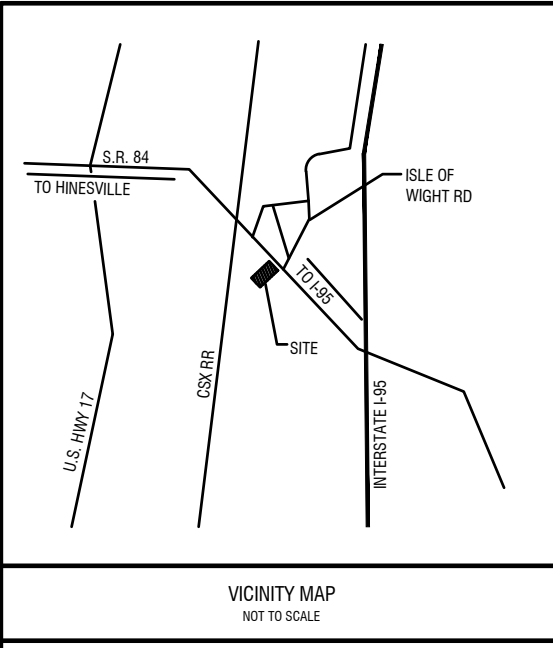 S.R. 84
TO HINESVILLE
ISLE OF
WIGHT RD
TO I-95
SITE
CSX RR
U.S. HWY 17
INTERSTATE I-95
VICINITY MAP
NOT TO SCALE